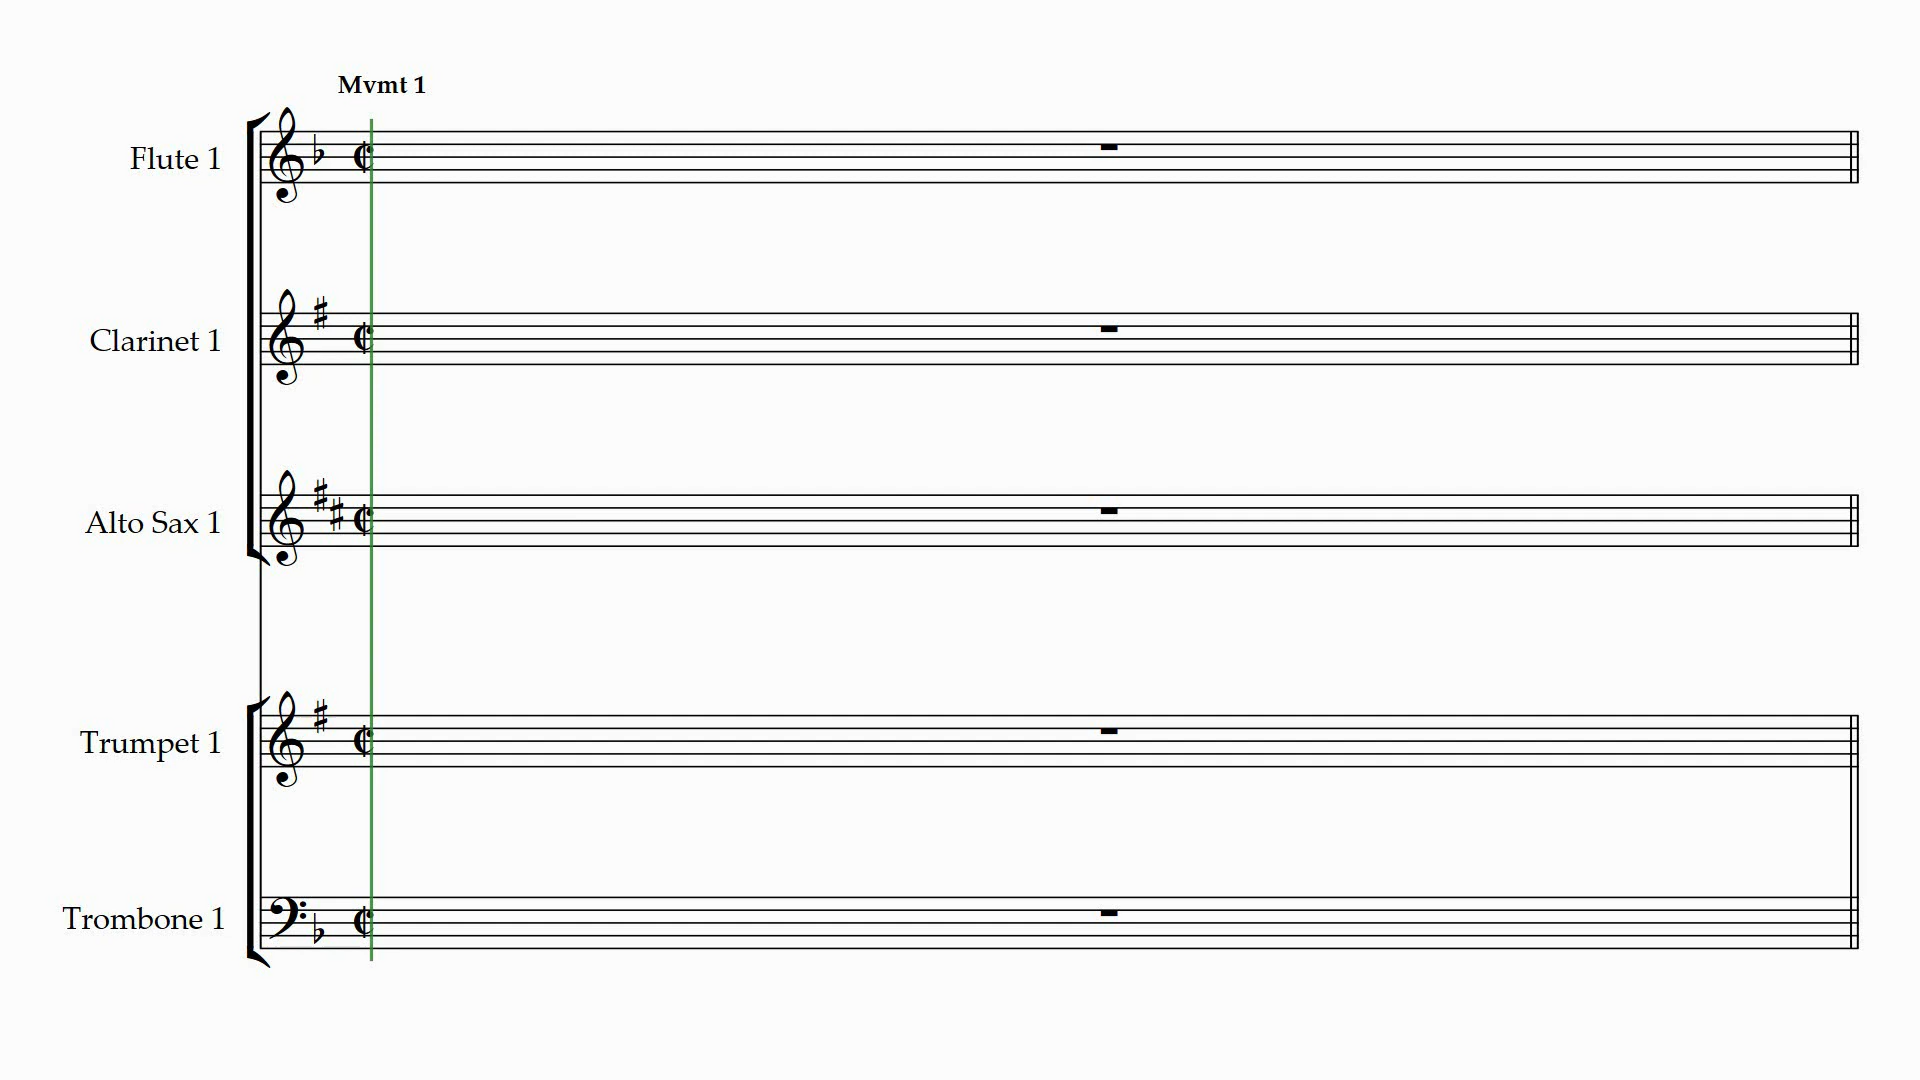 Mvmt 1
Flute 1
Clarinet 1
Alto Sax 1
Trumpet 1
Trombone 1